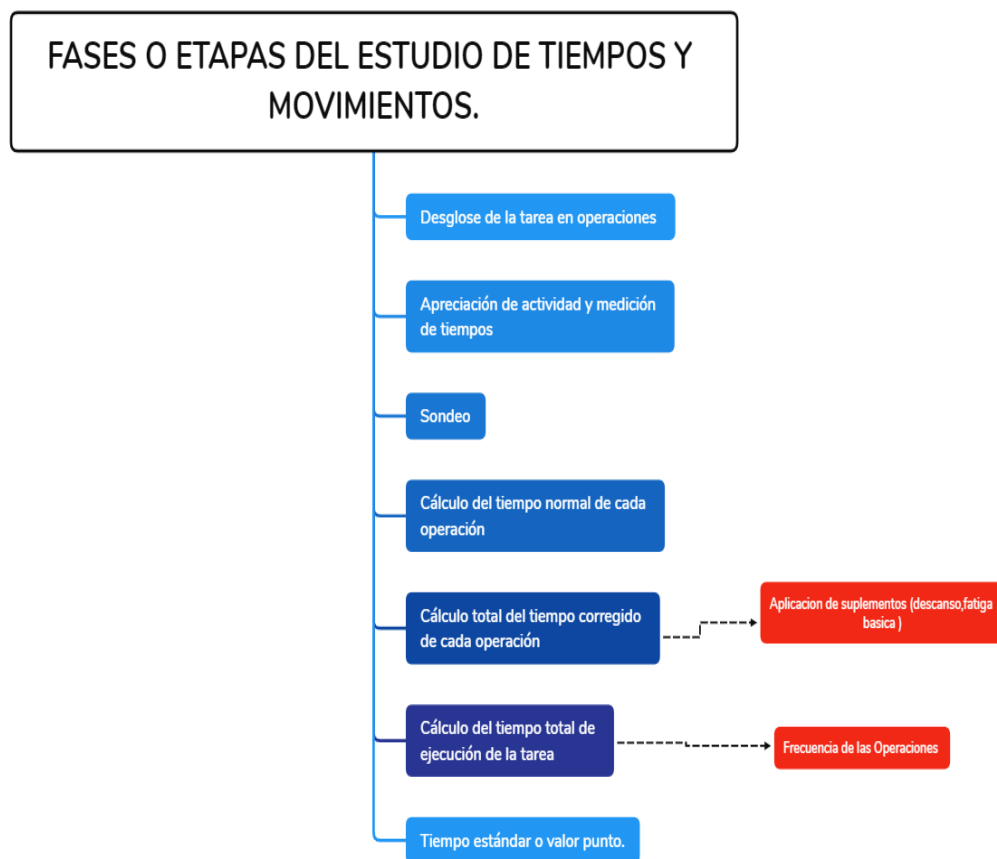 FASES O ETAPAS DEL ESTUDIO DE TIEMPOS Y
MOVIMIENTOS.
Desglose de la tarea en operaciones
Apreciación de actividad y medición
de tiempos
Sondeo
Cálculo del tiempo normal de cada
operación
Cálculo total del tiempo corregido
de cada operación
Aplicacion de suplementos (descanso,fatiga
basica )
Cálculo del tiempo total de
ejecución de la tarea
Frecuencia de las Operaciones
Tiempo estándar o valor punto.